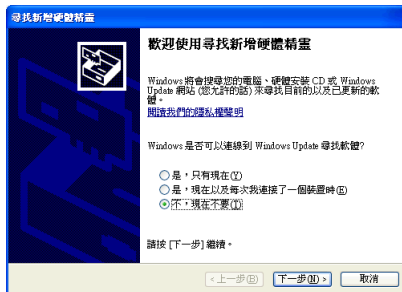 尋找新增硬體精靈
歡迎使用尋找新增硬體精靈
Windows 將會搜尋您的電腦、硬體安裝 CD 或 Windows
Update 網站 (您允許的話) 來尋找目前的以及已更新的軟
體。
閱讀我們的隱私權聲明
Windows 是否可以連線到 Windows Update 尋找軟體?
是，只有現在(Y)
是，現在以及每次我連接了一個裝置時(E)
不，現在不要(T)
請按 [下一步] 繼續。
<上一步(B) 下一步(N)> 取消